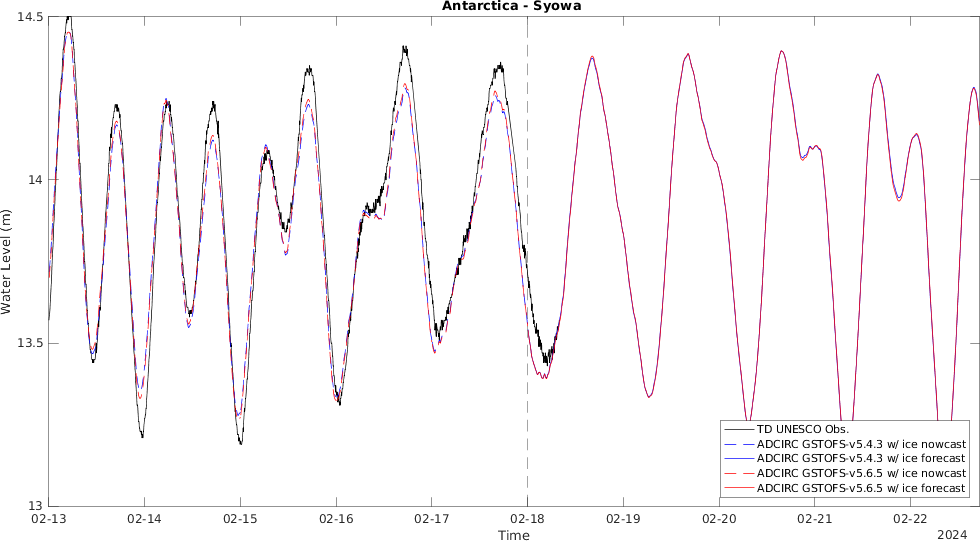 Antarctica - Syowa
14.5
14
13.5
13
Water Level (m)
TD UNESCO Obs.
ADCIRC GSTOFS-v5.4.3 w/ ice nowcast
ADCIRC GSTOFS-v5.4.3 w/ ice forecast
ADCIRC GSTOFS-v5.6.5 w/ ice nowcast
ADCIRC GSTOFS-v5.6.5 w/ ice forecast
02-13 02-14 02-15 02-16 02-17 02-18 02-19 02-20 02-21 02-22
Time
2024